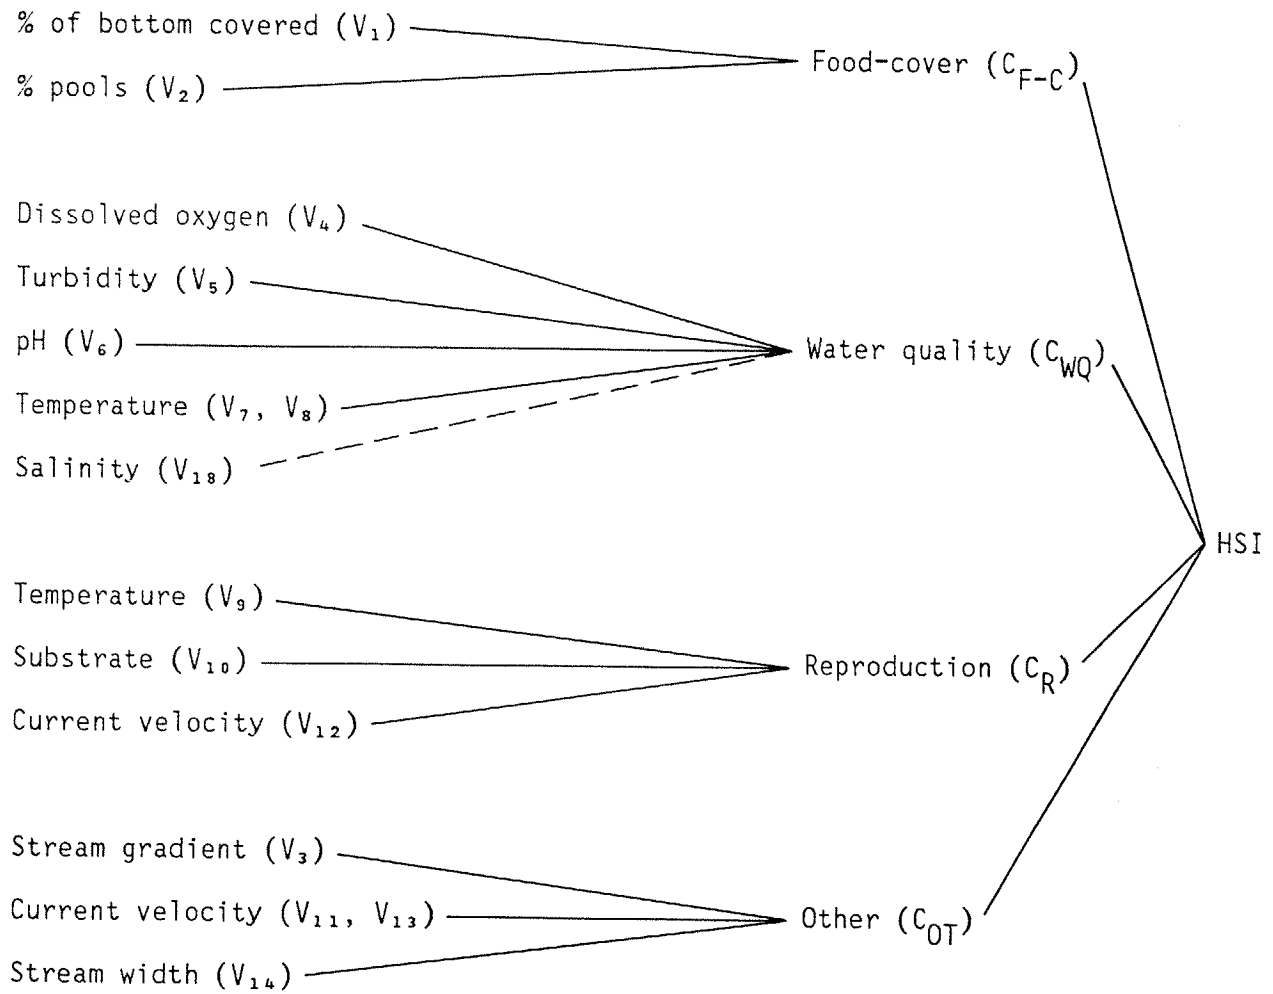 % of bottom covered (V₁)
% pools (V₂)
Food-cover (C_F-C)
Dissolved oxygen (V₄)
Turbidity (V₅)
pH (V₆)
Temperature (V₇, V₈)
Salinity (V₁₈)
Water quality (C_WQ)
HSI
Temperature (V₉)
Substrate (V₁₀)
Current velocity (V₁₂)
Reproduction (C_R)
Stream gradient (V₃)
Current velocity (V₁₁, V₁₃)
Stream width (V₁₄)
Other (C_OT)